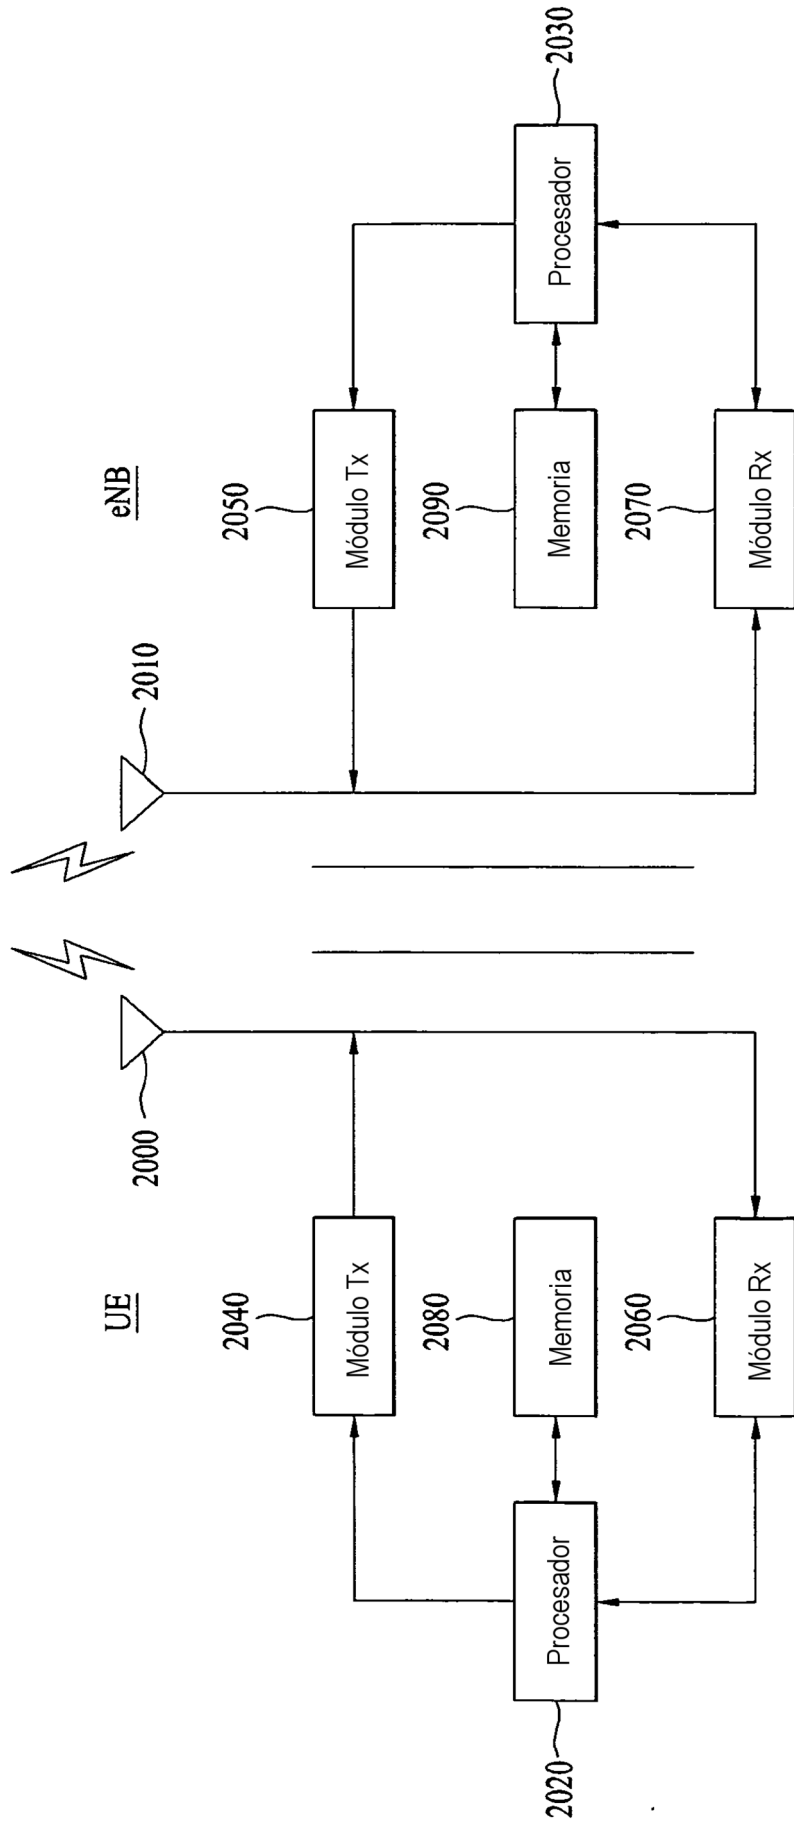 UE
eNB
2000
2010
2040
Módulo Tx
2050
Módulo Tx
2020
Procesador
2080
Memoria
2090
Memoria
Procesador
2030
2060
Módulo Rx
2070
Módulo Rx